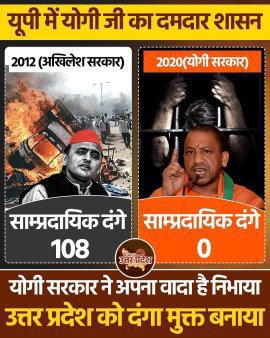 यूपी में योगी जी का दमदार शासन
2012 (अखिलेश सरकार)
2020(योगी सरकार)
साम्प्रदायिक दंगे
108
साम्प्रदायिक दंगे
0
उत्तर प्रदेश
योगी सरकार ने अपना वादा है निभाया
उत्तर प्रदेश को दंगा मुक्त बनाया